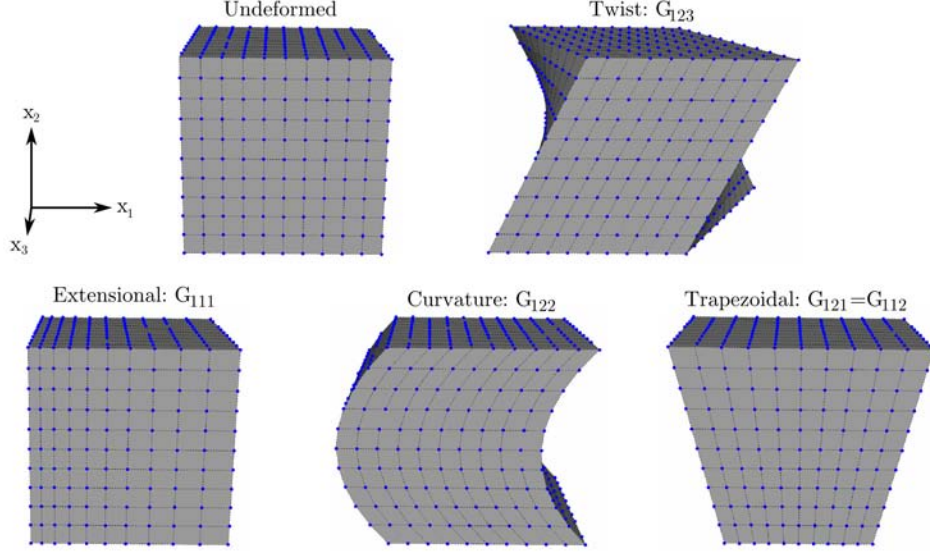 Undeformed
Twist: G₁₂₃
x₂
x₁
x₃
Extensional: G₁₁₁
Curvature: G₁₂₂
Trapezoidal: G₁₂₁=G₁₁₂